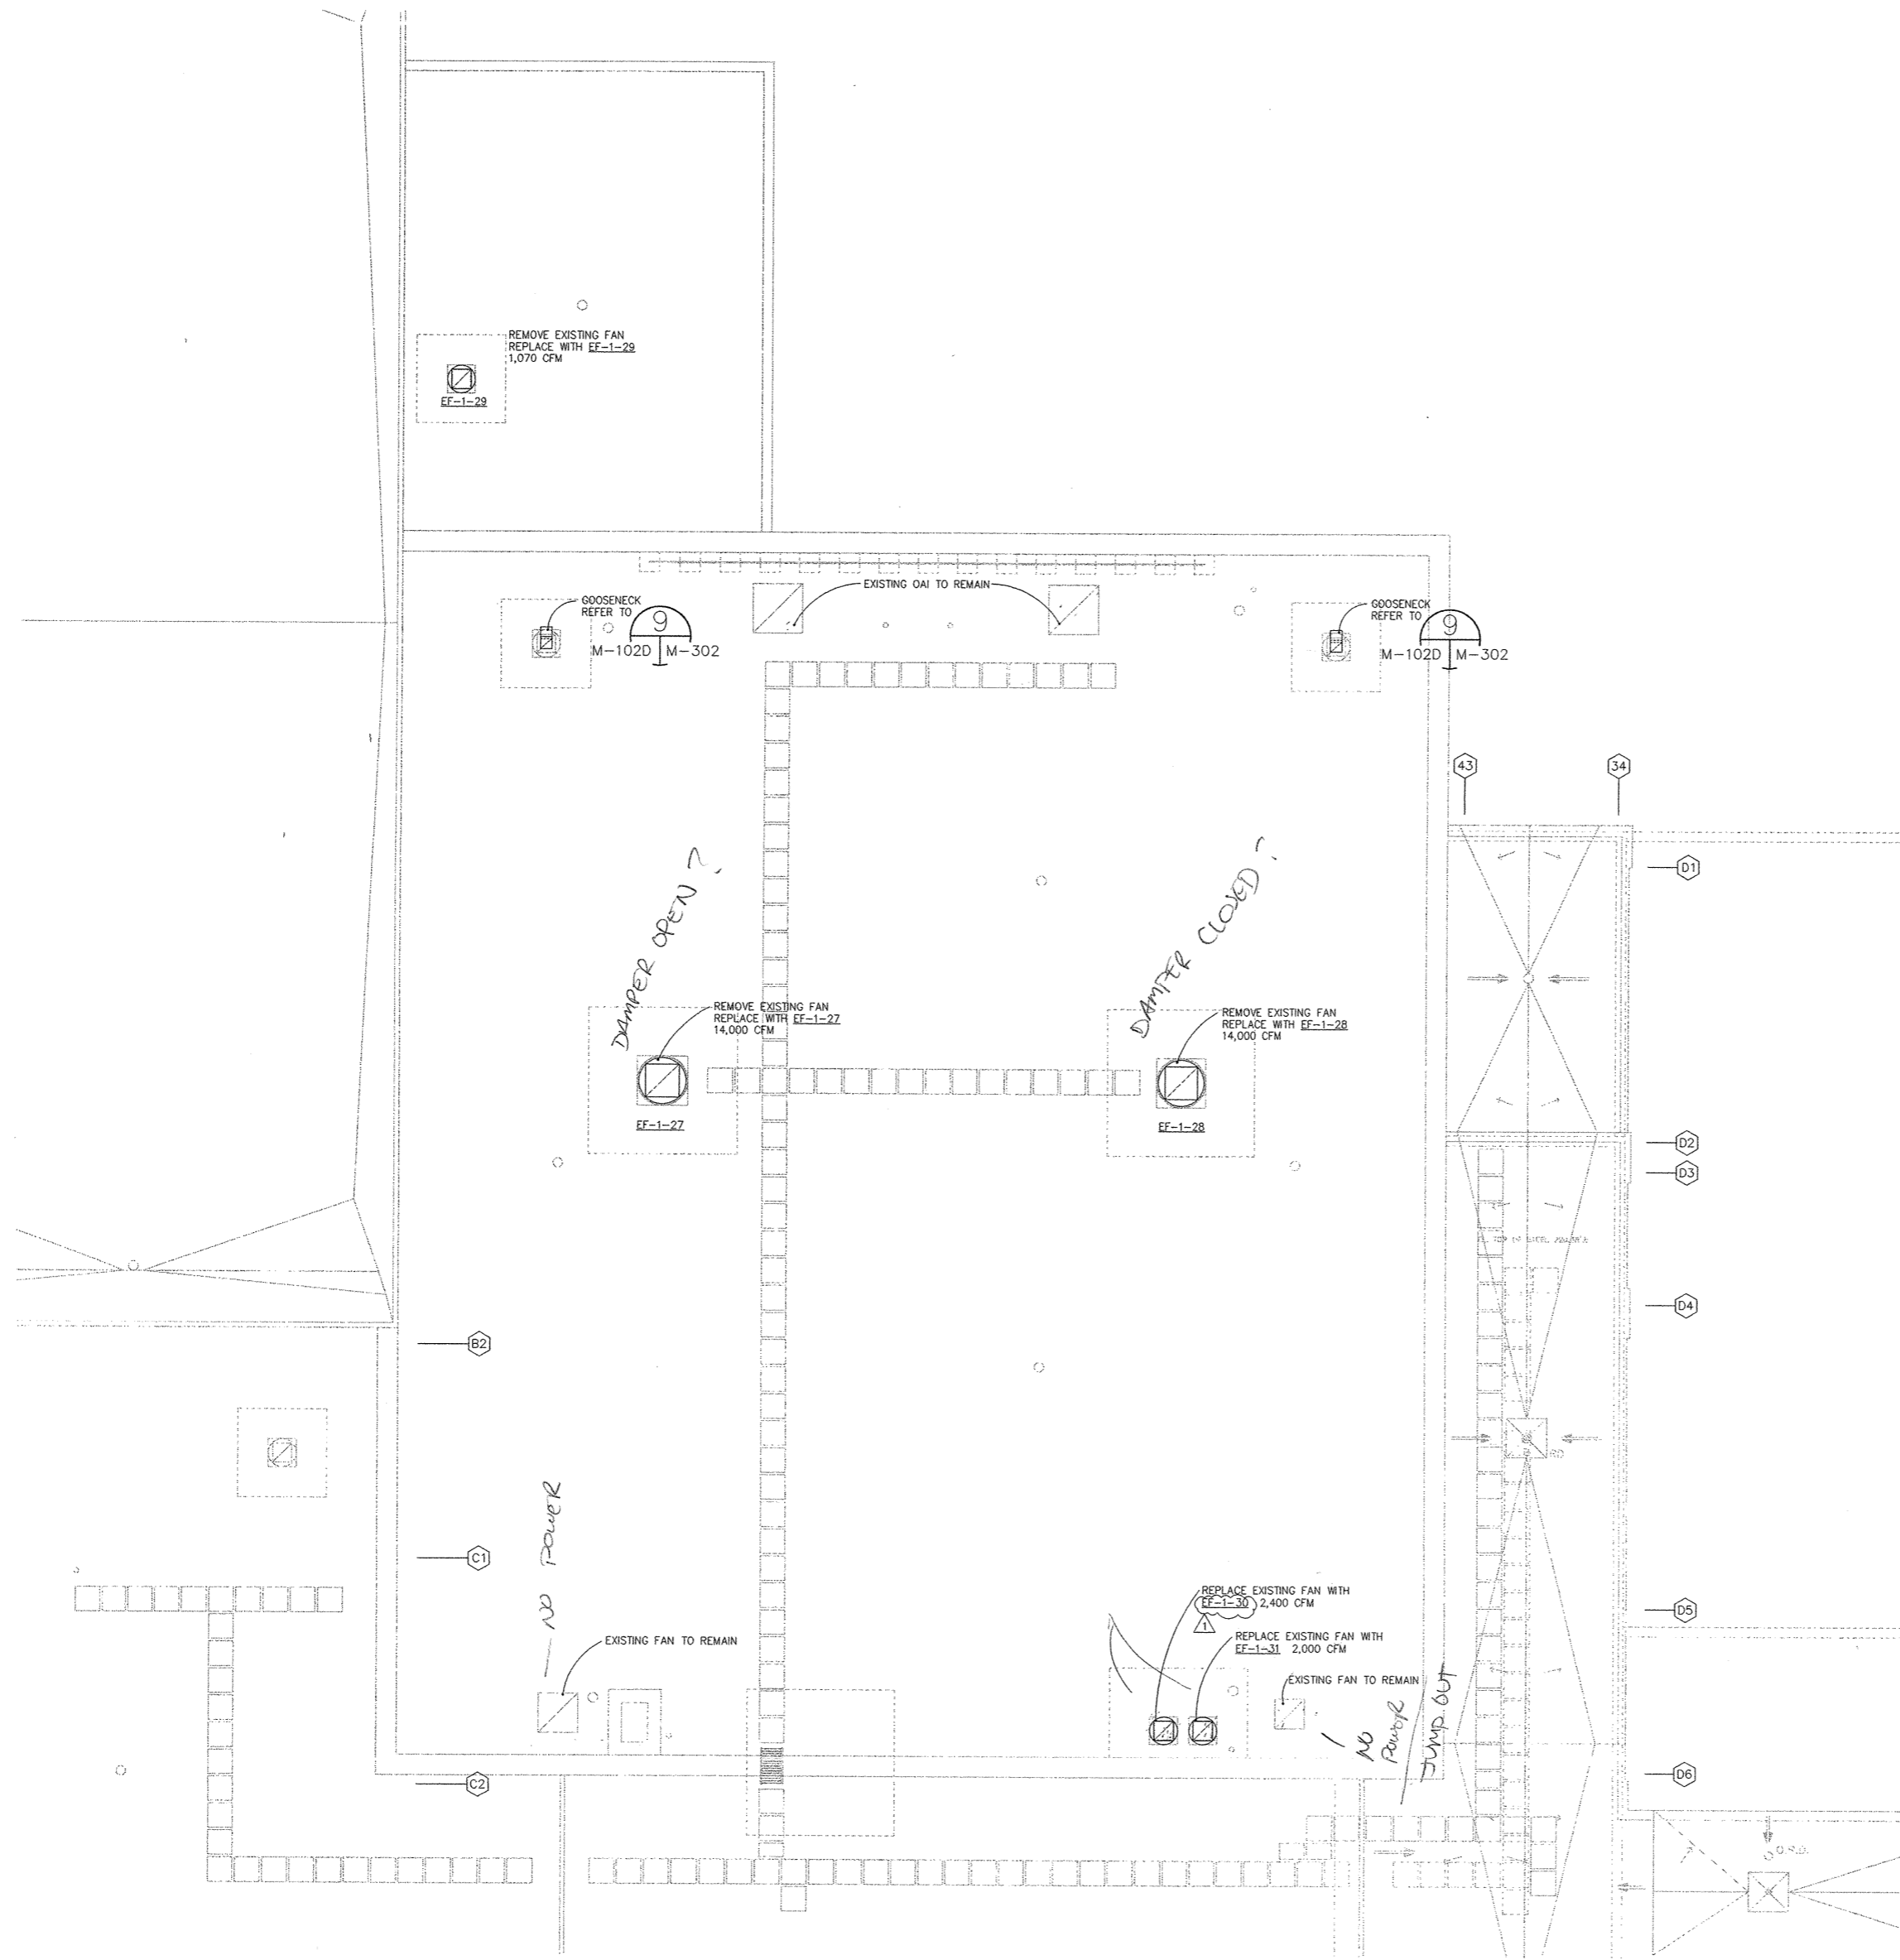 REMOVE EXISTING FAN
REPLACE WITH EF-1-29
1,070 CFM
EF-1-29
EXISTING OAI TO REMAIN
GOOSENECK
REFER TO
9
M-102D M-302
GOOSENECK
REFER TO
9
M-102D M-302
43
34
D1
DAMPER OPEN ?
DAMPER CLOSED ?
REMOVE EXISTING FAN
REPLACE WITH EF-1-27
14,000 CFM
EF-1-27
REMOVE EXISTING FAN
REPLACE WITH EF-1-28
14,000 CFM
EF-1-28
D2
D3
D4
B2
RD
NO POWER
C1
REPLACE EXISTING FAN WITH
EF-1-30 2,400 CFM
1
D5
REPLACE EXISTING FAN WITH
EF-1-31 2,000 CFM
EXISTING FAN TO REMAIN
EXISTING FAN TO REMAIN
NO
POWER
JUMP OUT
C2
D6